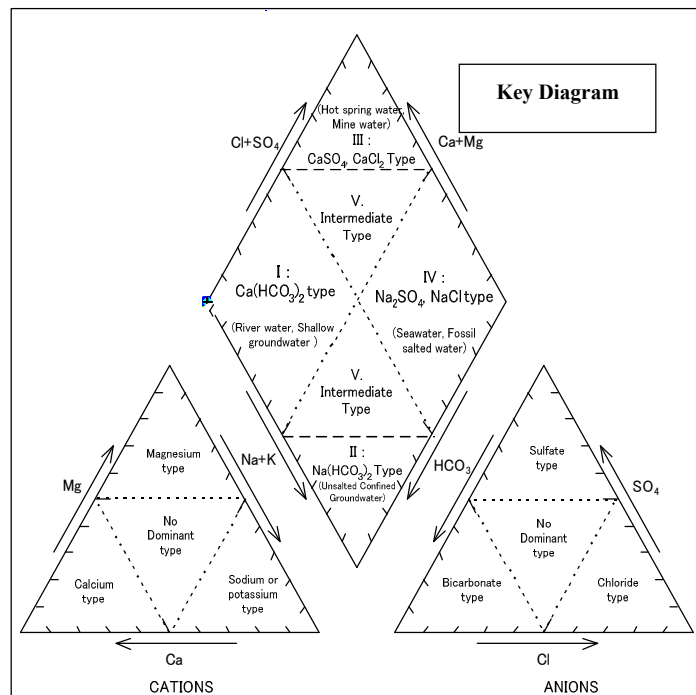 Key Diagram
(Hot spring water,
Mine water)
Ⅲ :
CaSO₄, CaCl₂ Type
Cl+SO₄
Ca+Mg
Ⅴ.
Intermediate
Type
Ⅰ :
Ca(HCO₃)₂ type
(River water, Shallow
groundwater )
Ⅳ :
Na₂SO₄, NaCl type
(Seawater, Fossil
salted water)
Ⅴ.
Intermediate
Type
Ⅱ :
Na(HCO₃)₂ Type
(Unsalted Confined
Groundwater)
Na+K
HCO₃
Mg
Magnesium
type
No
Dominant
type
Calcium
type
Sodium or
potassium type
Ca
CATIONS
Sulfate
type
SO₄
No
Dominant
type
Bicarbonate
type
Chloride
type
Cl
ANIONS